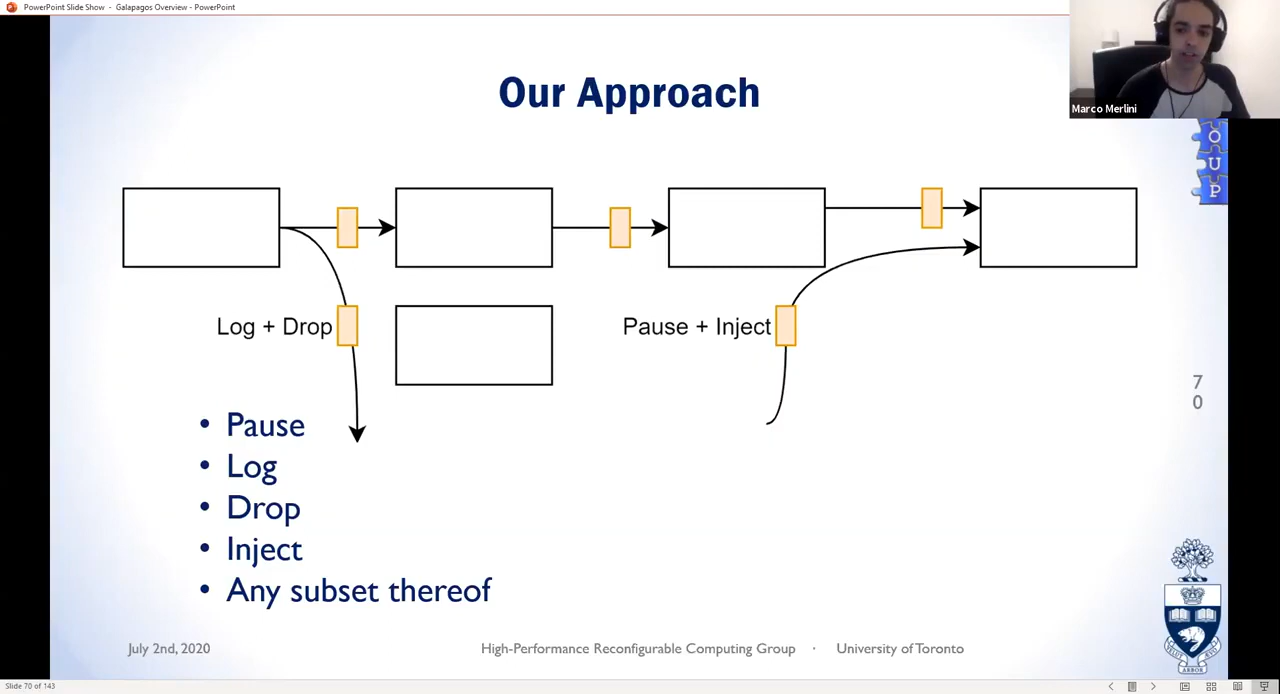 PowerPoint Slide Show - Galapagos Overview - PowerPoint
Our Approach
Marco Merlini
O
U
P
Log + Drop
Pause + Inject
7
0
• Pause
• Log
• Drop
• Inject
• Any subset thereof
July 2nd, 2020
High-Performance Reconfigurable Computing Group · University of Toronto
Slide 70 of 143